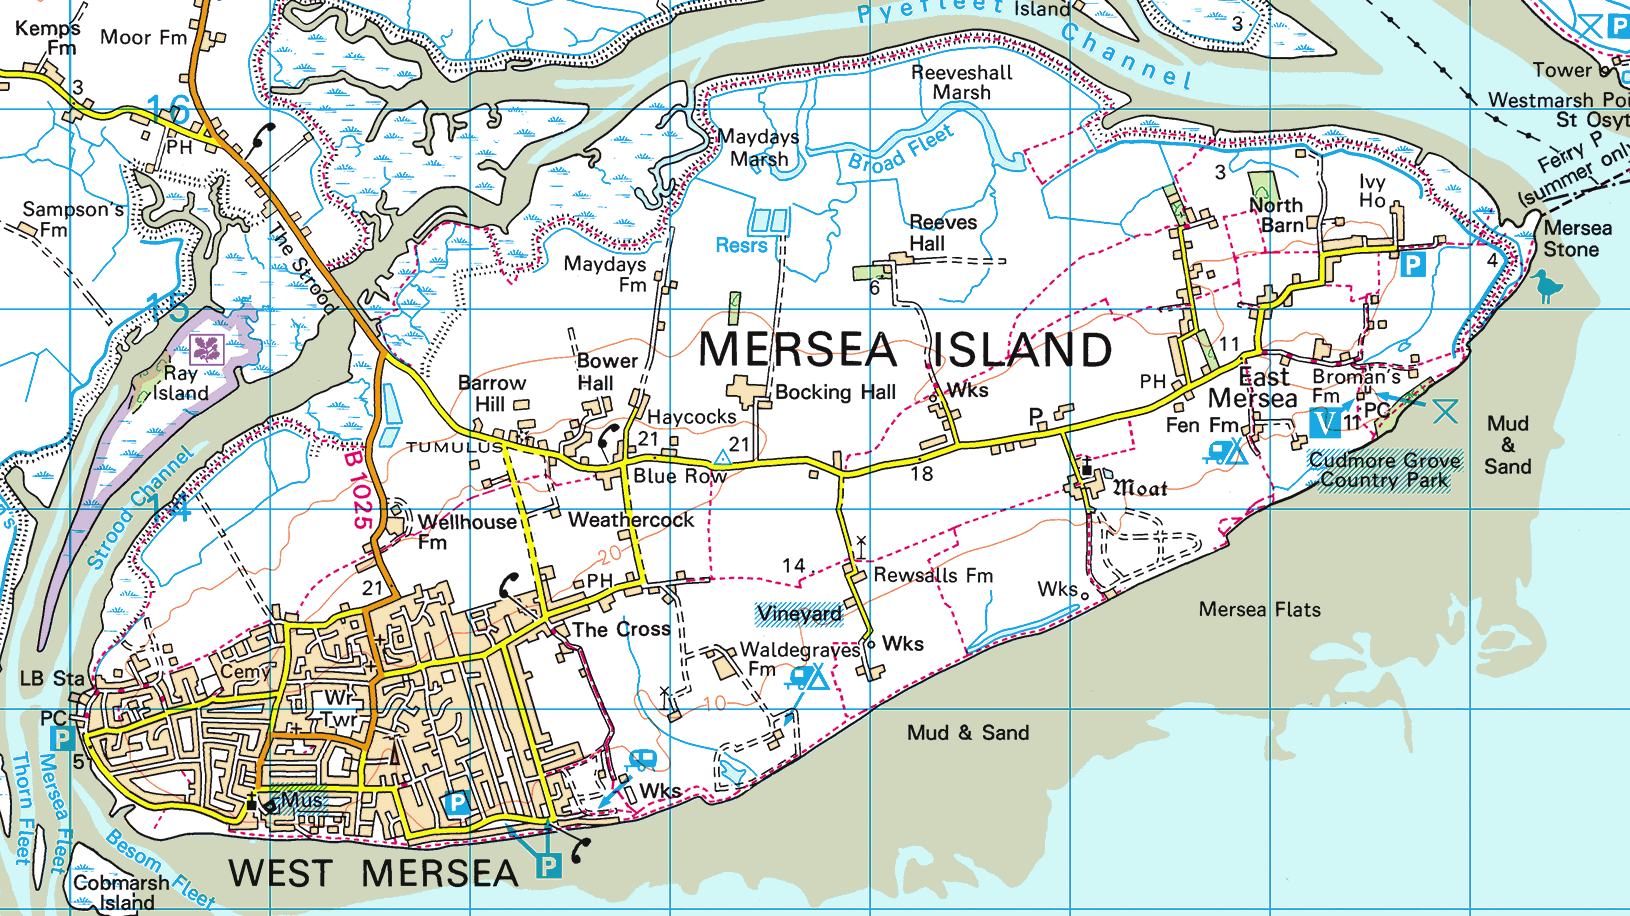 Pyefleet
Channel
Island
3
Kemps
Fm
Moor Fm
3
16
PH
Tower
Westmarsh Poi
St Osyt
Ferry P
(summer only
Reeveshall
Marsh
Maydays
Marsh
Broad Fleet
3
Ivy
Ho
North
Barn
Sampson's
Fm
Reeves
Hall
Mersea
Stone
4
P
The Strood
Resrs
Maydays
Fm
6
15
MERSEA ISLAND
11
Ray
Island
Bower
Hall
Barrow
Hill
Bocking Hall
Wks
PH
East
Mersea
Broman's
Fm
PC
V
11
Haycocks
P
Fen Fm
Mud
&
Sand
TUMULUS
21
21
Blue Row
18
Cudmore Grove
Country Park
Moat
B 1025
Strood Channel
14
Wellhouse
Fm
Weathercock
20
14
Rewsalls Fm
Wks
Mersea Flats
21
PH
Vineyard
The Cross
Wks
Waldegraves
Fm
LB Sta
Cemy
Wr
Twr
10
PC
P
5
Mud & Sand
Wks
Mus
P
Thorn Fleet
Mersea Fleet
Besom Fleet
WEST MERSEA
P
Cobmarsh
Island
P